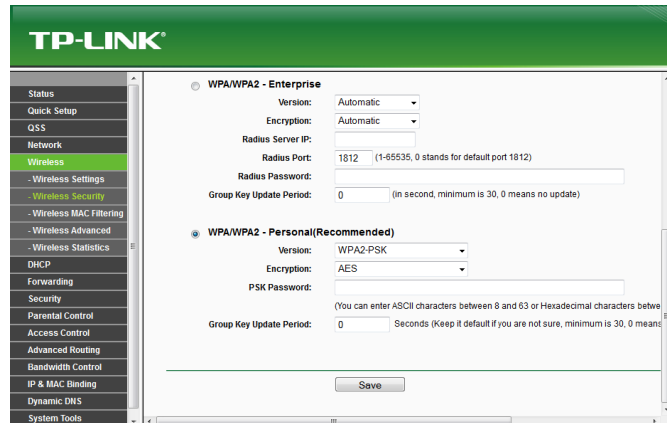 TP-LINK®
Status
Quick Setup
QSS
Network
Wireless
- Wireless Settings
- Wireless Security
- Wireless MAC Filtering
- Wireless Advanced
- Wireless Statistics
DHCP
Forwarding
Security
Parental Control
Access Control
Advanced Routing
Bandwidth Control
IP & MAC Binding
Dynamic DNS
System Tools
WPA/WPA2 - Enterprise
Version: Automatic
Encryption: Automatic
Radius Server IP:
Radius Port: 1812 (1-65535, 0 stands for default port 1812)
Radius Password:
Group Key Update Period: 0 (in second, minimum is 30, 0 means no update)
WPA/WPA2 - Personal(Recommended)
Version: WPA2-PSK
Encryption: AES
PSK Password:
(You can enter ASCII characters between 8 and 63 or Hexadecimal characters betwe
Group Key Update Period: 0 Seconds (Keep it default if you are not sure, minimum is 30, 0 means
Save